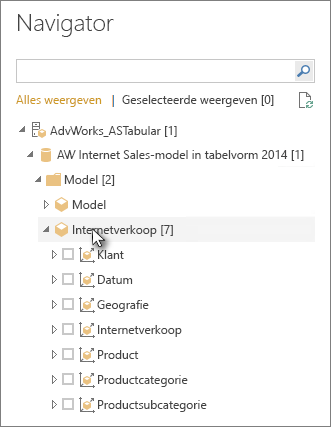 Navigator
Alles weergeven | Geselecteerde weergeven [0]
AdvWorks_ASTabular [1]
AW Internet Sales-model in tabelvorm 2014 [1]
Model [2]
Model
Internetverkoop [7]
Klant
Datum
Geografie
Internetverkoop
Product
Productcategorie
Productsubcategorie